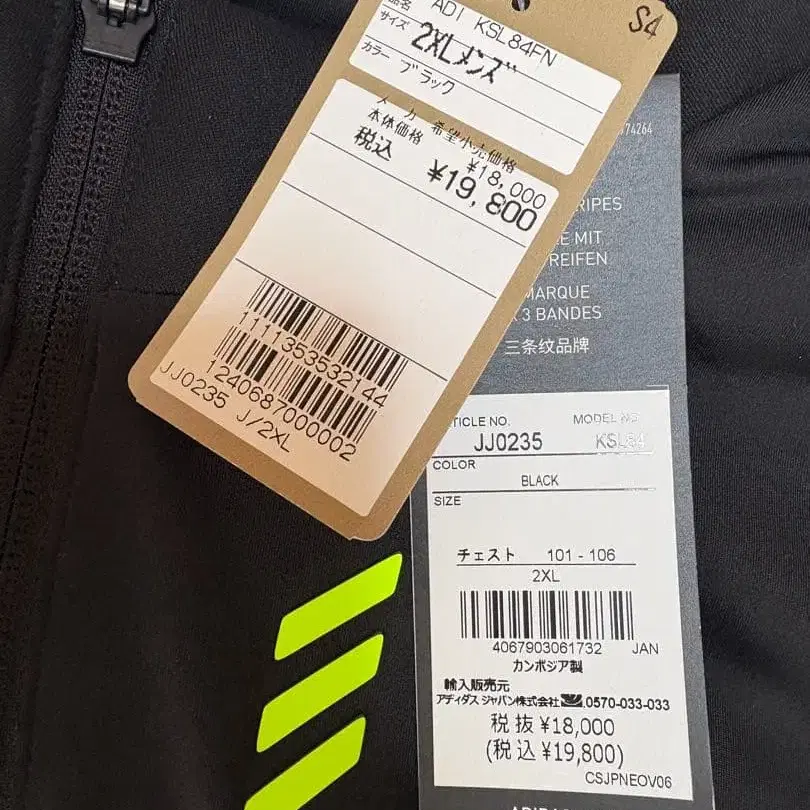 品名 ADI KSL84FN
サイズ 2XLメンズ
カラー ブラック
S4
メーカー希望小売価格
本体価格 ¥18,000
税込 ¥19,800
1111353532144
1240687000002
JJ0235 J/2XL
74264
RIPES
E MIT
REIFEN
MARQUE
3 BANDES
三条纹品牌
TICLE NO. MODEL NO
JJ0235 KSL84
COLOR
BLACK
SIZE
チェスト 101 - 106
2XL
4067903061732 JAN
カンボジア製
輸入販売元
アディダス ジャパン株式会社 0570-033-033
税抜 ¥18,000
(税込 ¥19,800)
CSJPNEOV06